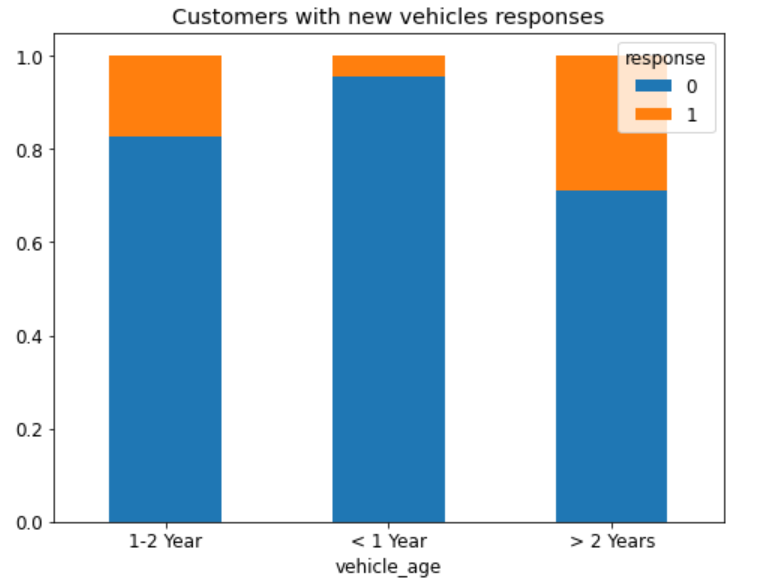 Customers with new vehicles responses
response
0
1
1.0
0.8
0.6
0.4
0.2
0.0
1-2 Year < 1 Year > 2 Years
vehicle_age